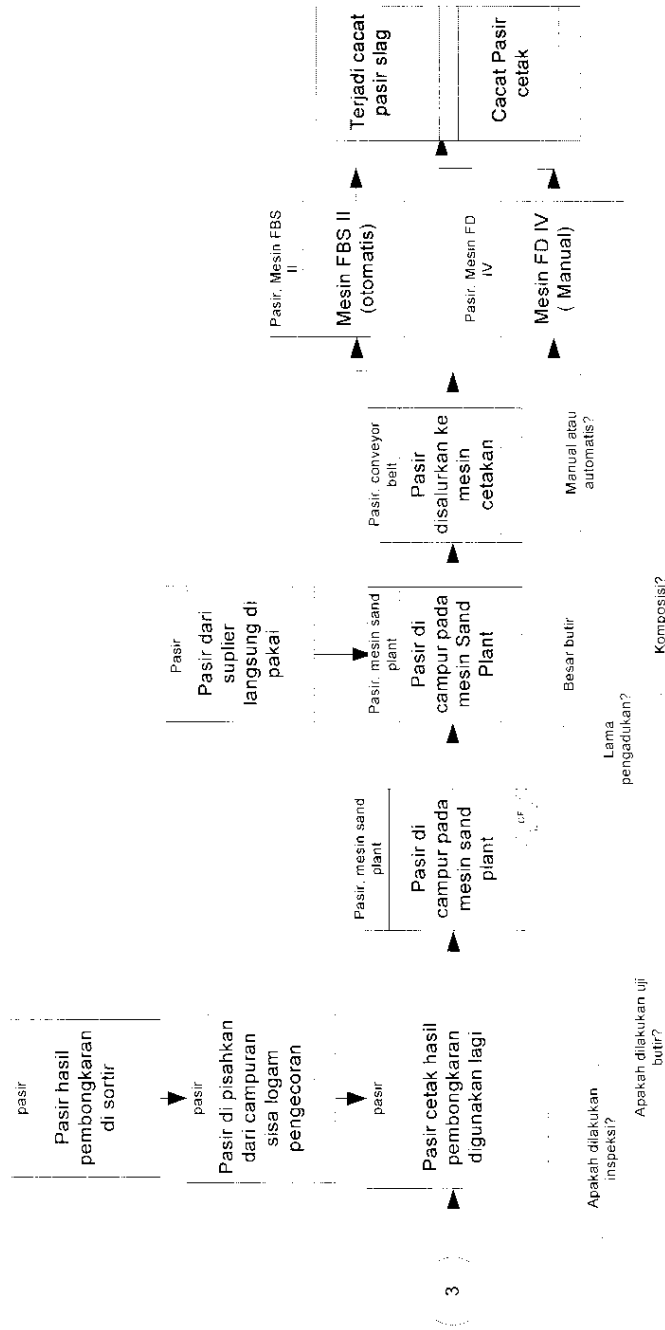 3
pasir
Pasir hasil
pembongkaran
di sortir
pasir
Pasir di pisahkan
dari campuran
sisa logam
pengecoran
pasir
Pasir cetak hasil
pembongkaran
digunakan lagi
Apakah dilakukan
inspeksi?
Apakah dilakukan uji
butir?
Pasir. mesin sand
plant
Pasir di
campur pada
mesin sand
plant
Pasir
Pasir dari
suplier
langsung di
pakai
Pasir. mesin sand
plant
Pasir di
campur pada
mesin Sand
Plant
Besar butir
Lama
pengadukan?
Komposisi?
Pasir. conveyor
belt
Pasir
disalurkan ke
mesin
cetakan
Manual atau
automatis?
Pasir. Mesin FBS
II
Mesin FBS II
(otomatis)
Pasir. Mesin FD
IV
Mesin FD IV
( Manual)
Terjadi cacat
pasir slag
Cacat Pasir
cetak